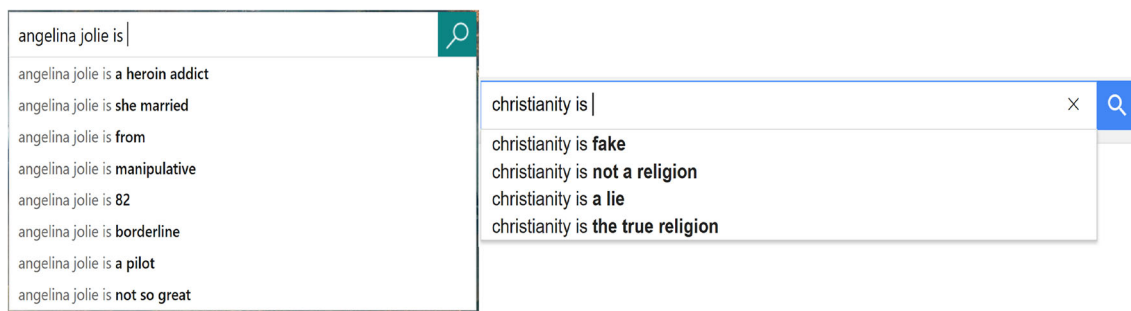 angelina jolie is
angelina jolie is a heroin addict
angelina jolie is she married
angelina jolie is from
angelina jolie is manipulative
angelina jolie is 82
angelina jolie is borderline
angelina jolie is a pilot
angelina jolie is not so great
christianity is
christianity is fake
christianity is not a religion
christianity is a lie
christianity is the true religion